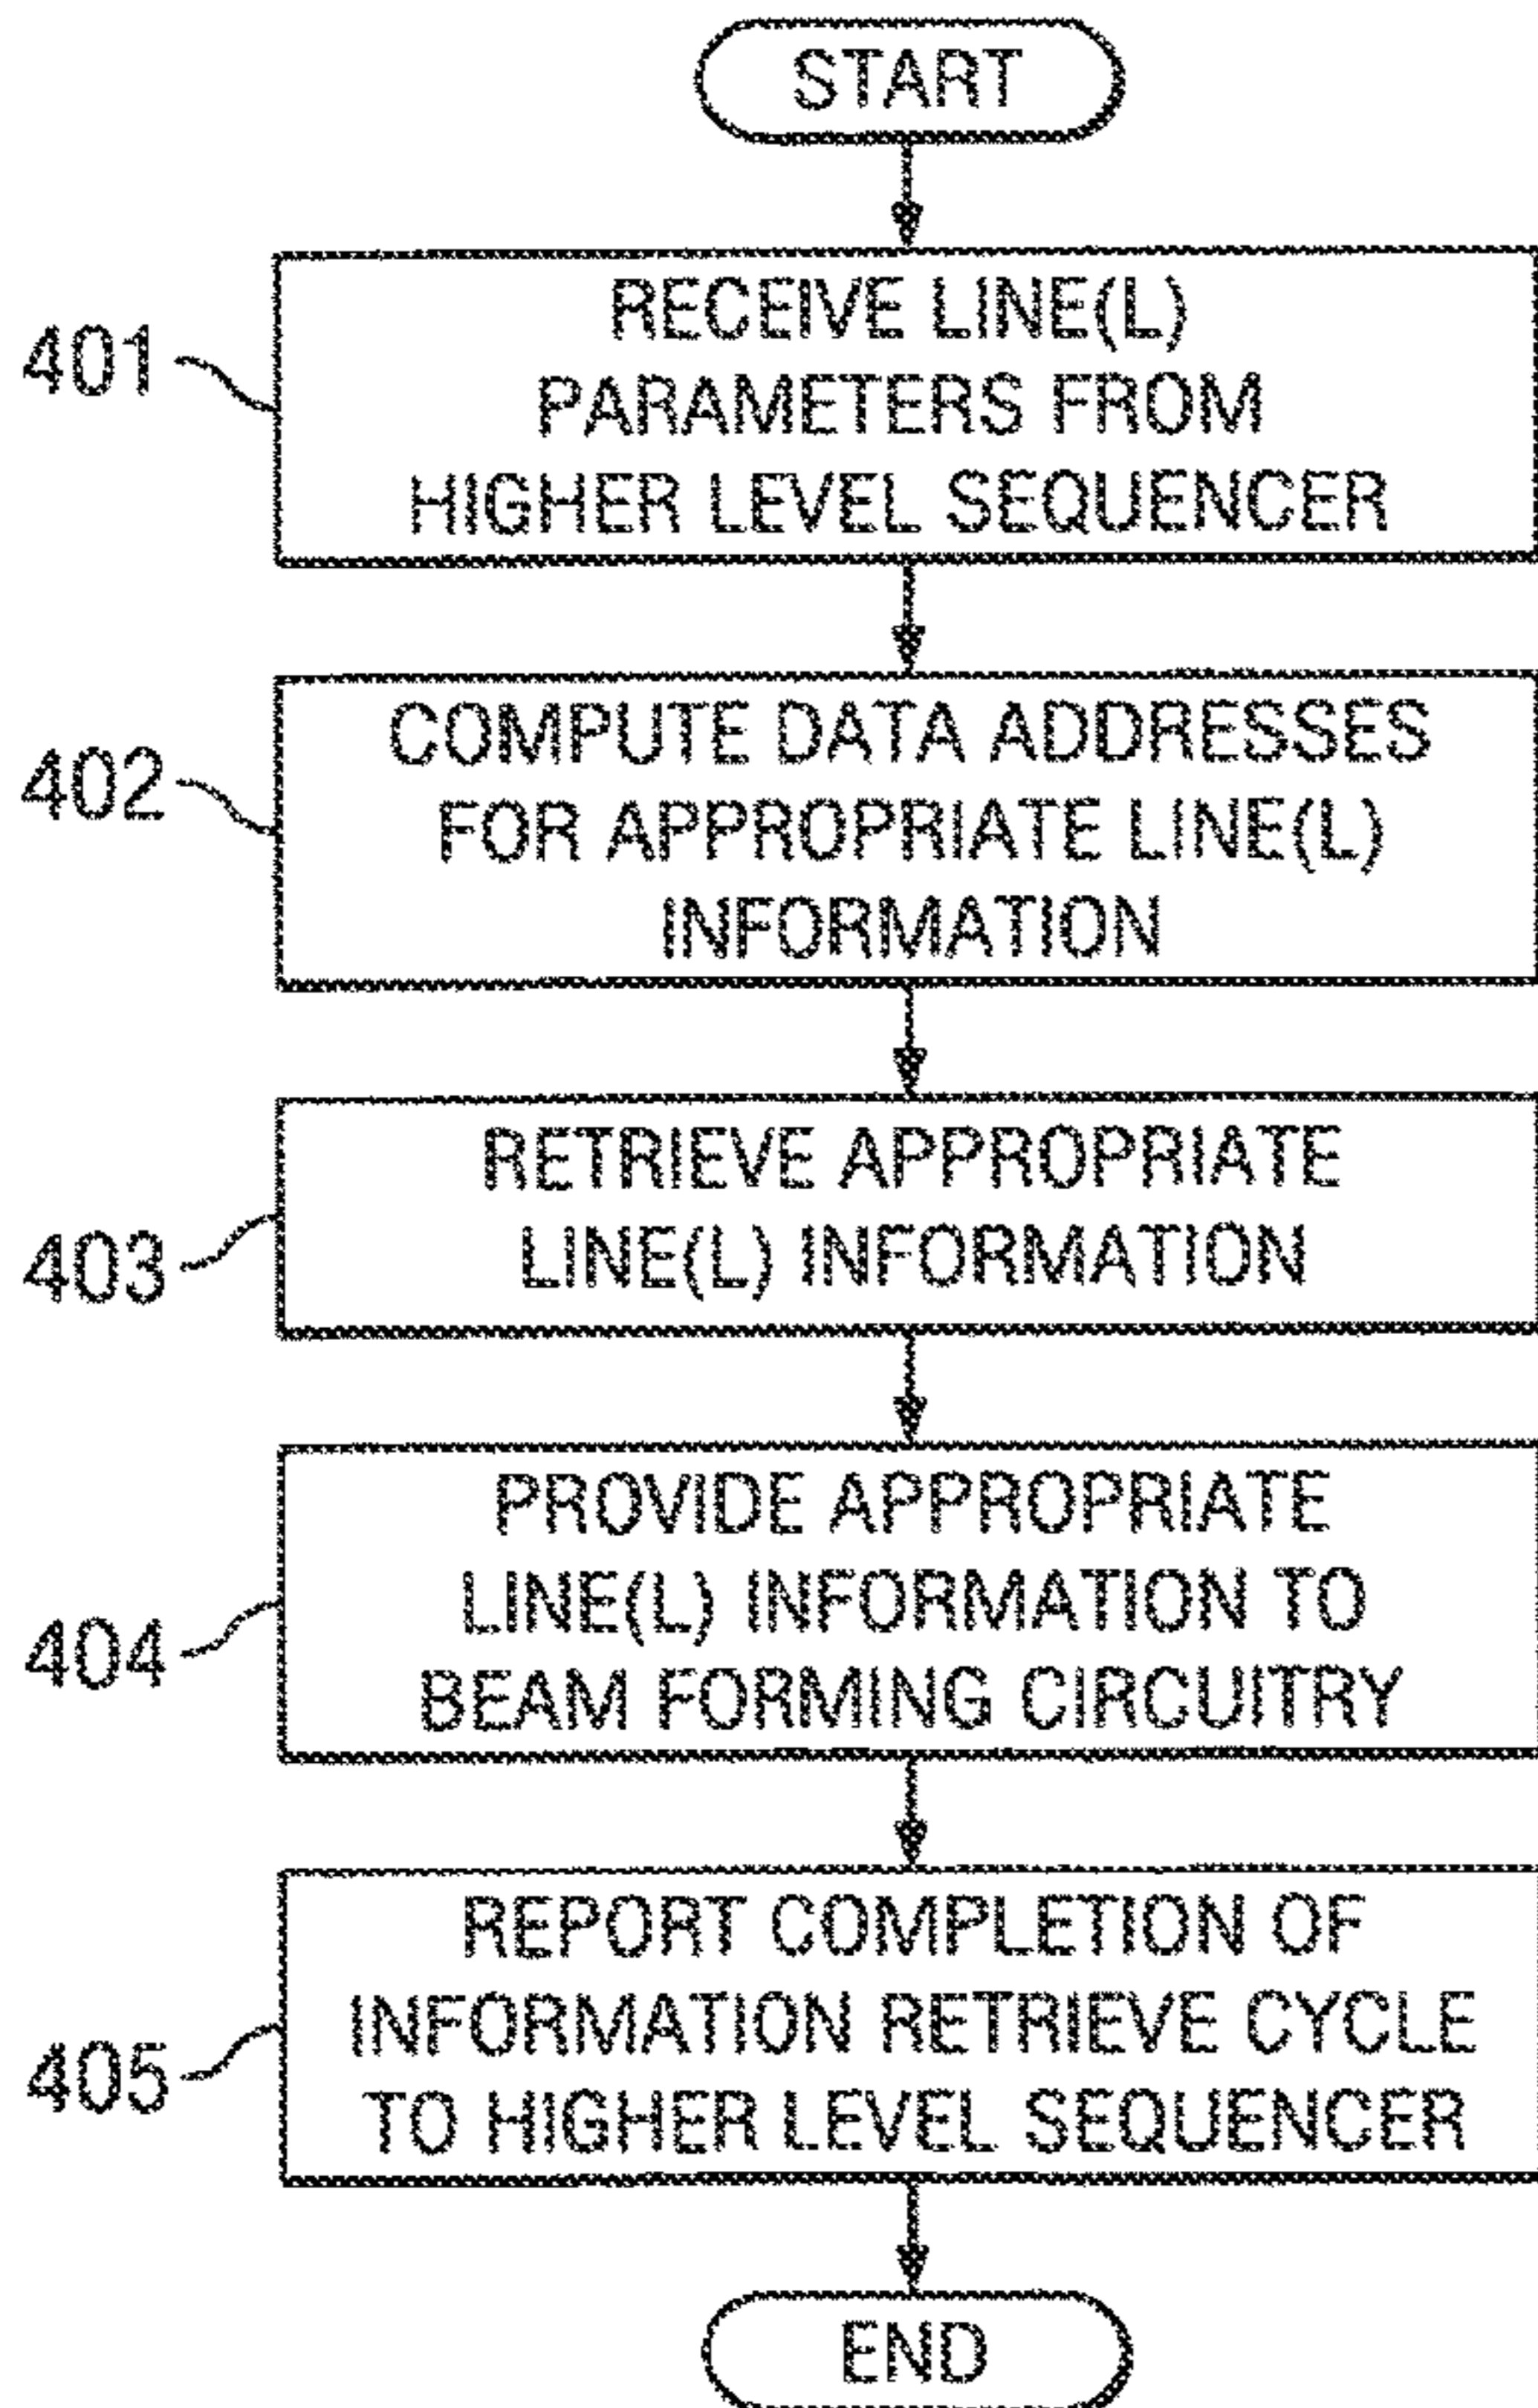 START
401
RECEIVE LINE(L)
PARAMETERS FROM
HIGHER LEVEL SEQUENCER
402
COMPUTE DATA ADDRESSES
FOR APPROPRIATE LINE(L)
INFORMATION
403
RETRIEVE APPROPRIATE
LINE(L) INFORMATION
404
PROVIDE APPROPRIATE
LINE(L) INFORMATION TO
BEAM FORMING CIRCUITRY
405
REPORT COMPLETION OF
INFORMATION RETRIEVE CYCLE
TO HIGHER LEVEL SEQUENCER
END